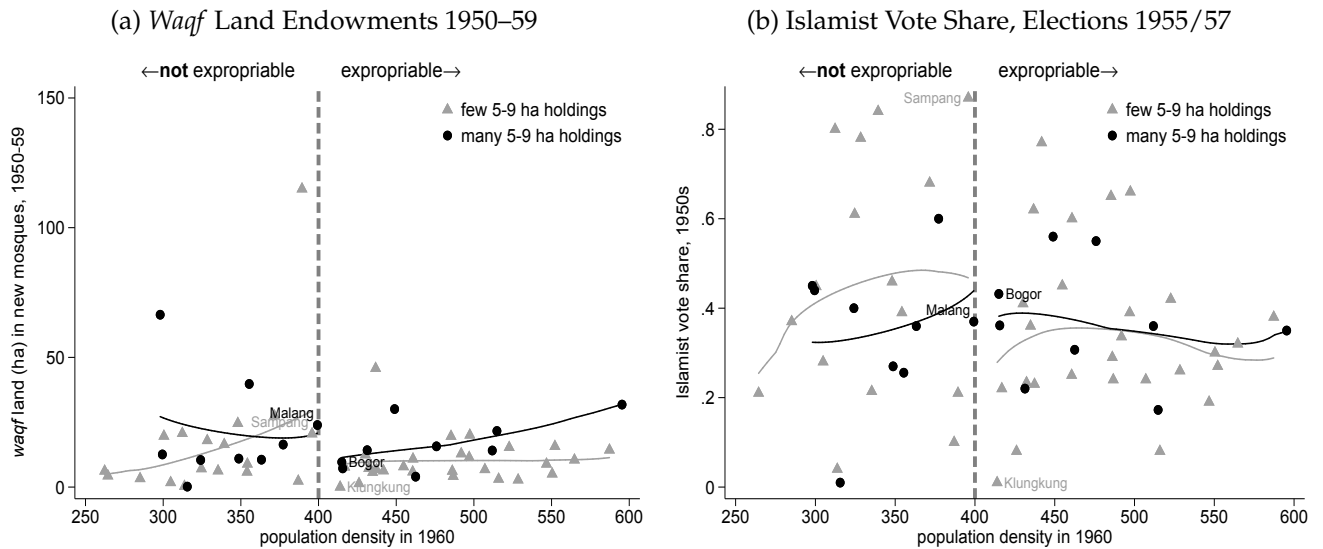 (a) Waqf Land Endowments 1950–59
←not expropriable expropriable→
few 5-9 ha holdings
many 5-9 ha holdings
waqf land (ha) in new mosques, 1950-59
150
100
50
0
Malang
Sampang
Bogor
Klungkung
250 300 350 400 450 500 550 600
population density in 1960
(b) Islamist Vote Share, Elections 1955/57
←not expropriable expropriable→
few 5-9 ha holdings
many 5-9 ha holdings
Islamist vote share, 1950s
.8
.6
.4
.2
0
Sampang
Malang
Bogor
Klungkung
250 300 350 400 450 500 550 600
population density in 1960